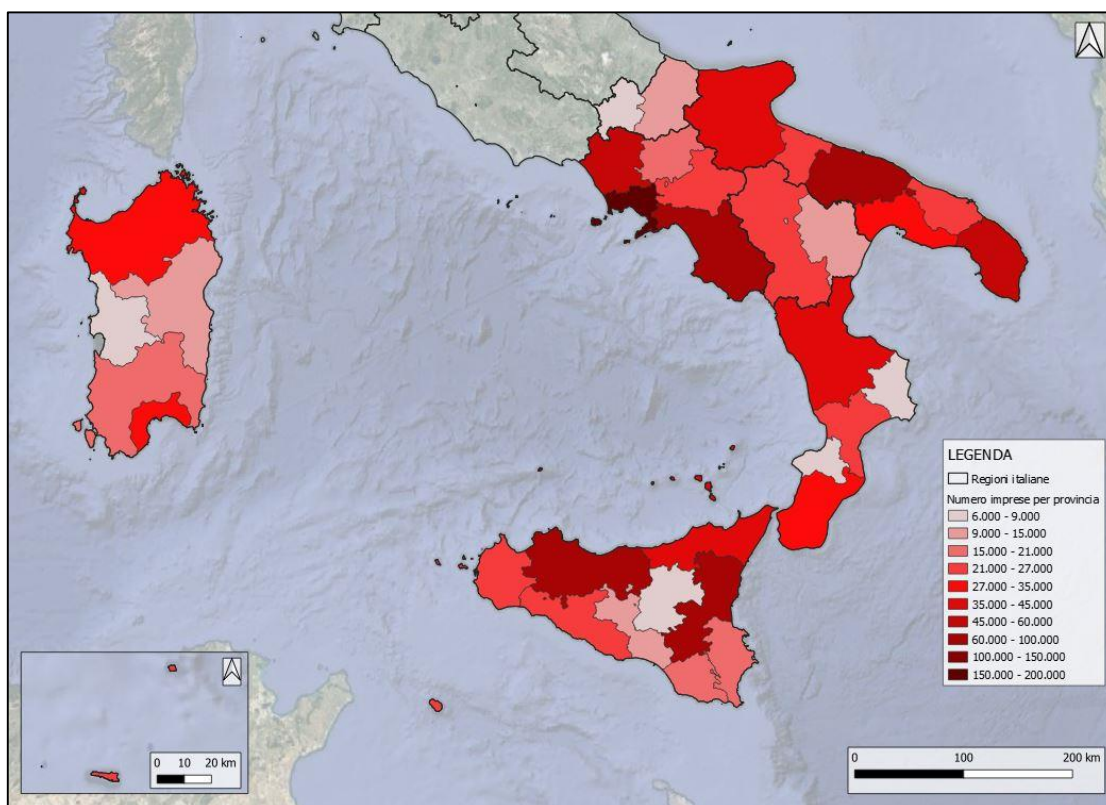 LEGENDA
Regioni italiane
Numero imprese per provincia
6.000 - 9.000
9.000 - 15.000
15.000 - 21.000
21.000 - 27.000
27.000 - 35.000
35.000 - 45.000
45.000 - 60.000
60.000 - 100.000
100.000 - 150.000
150.000 - 200.000
0 10 20 km
0 100 200 km